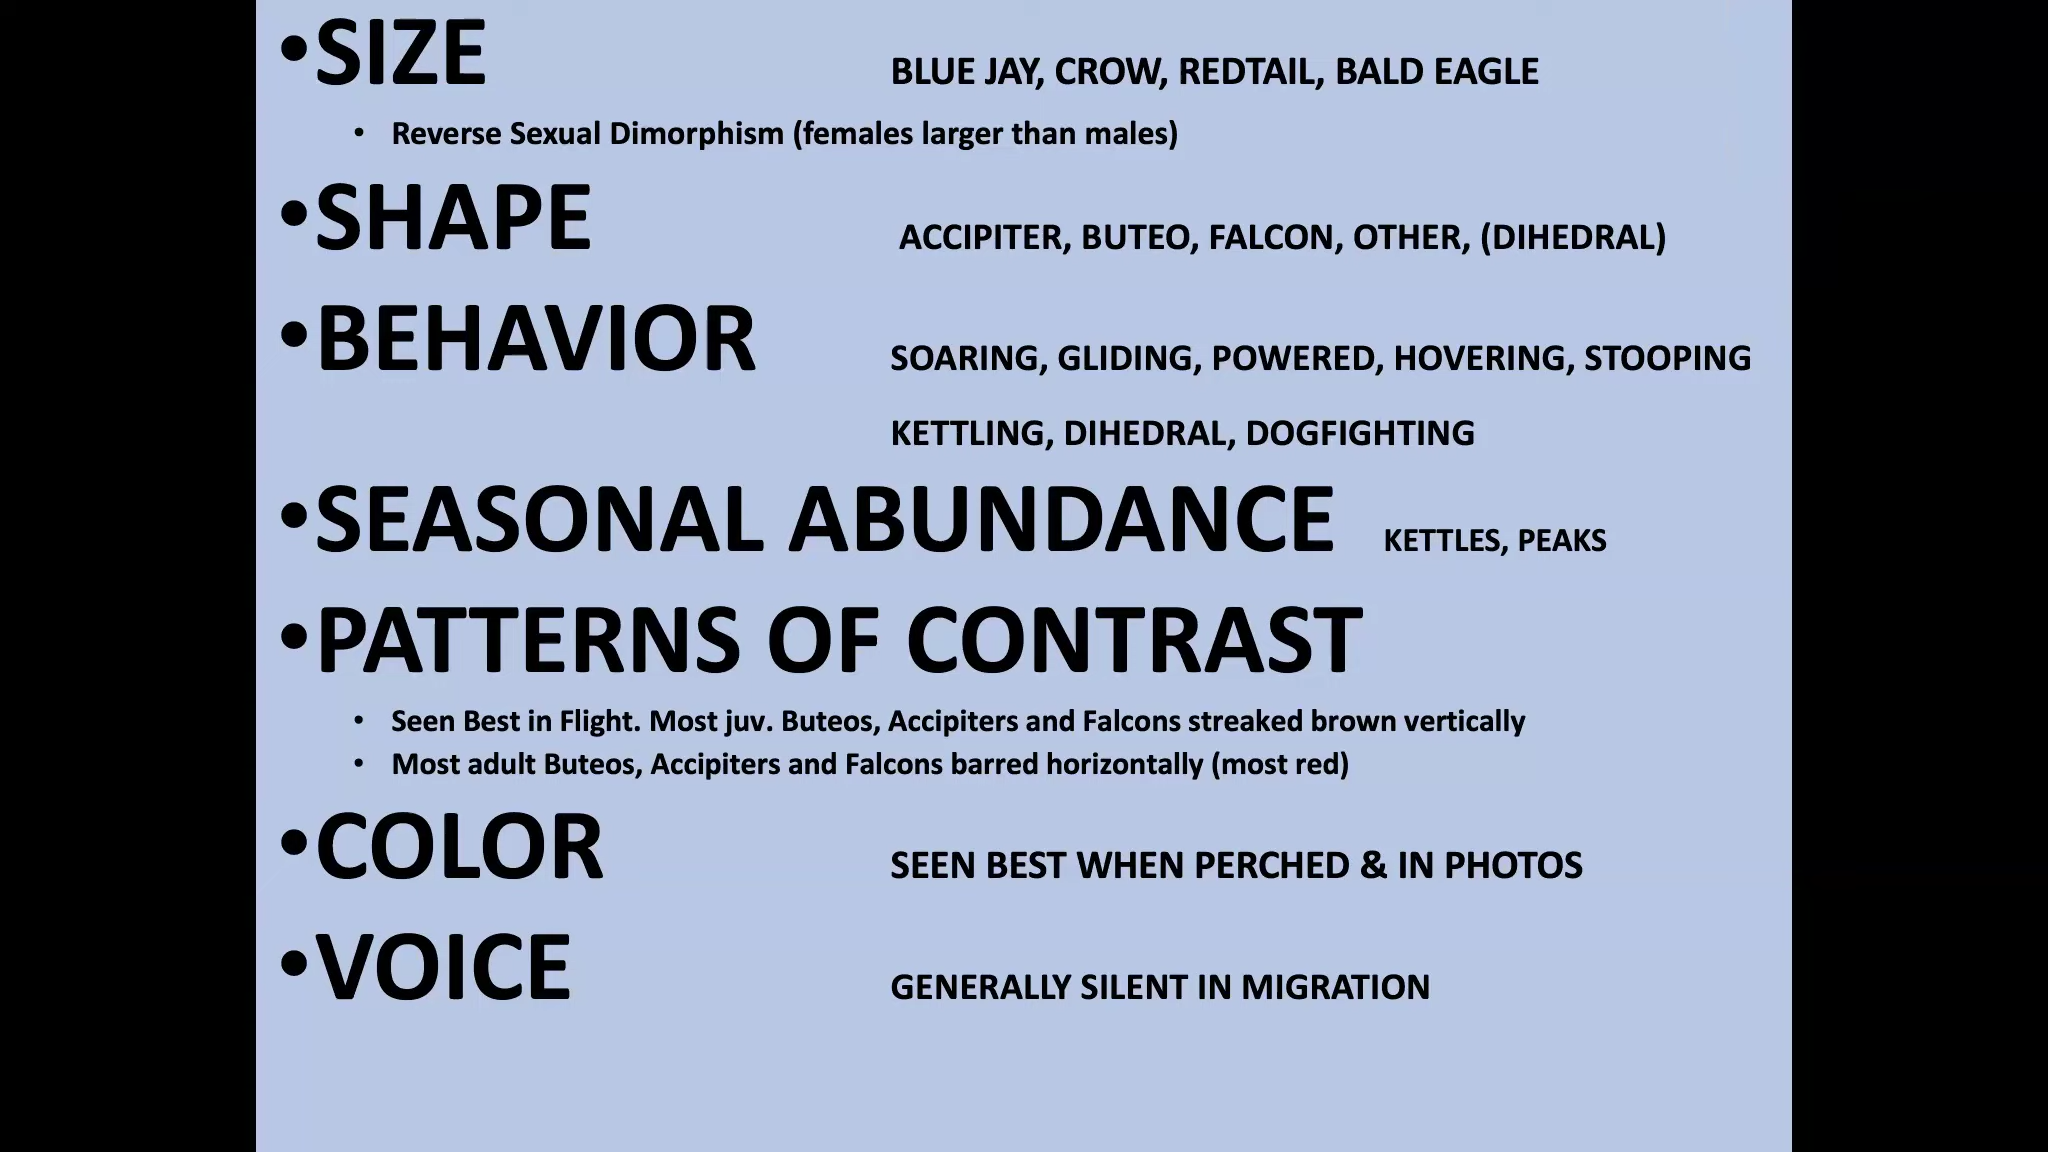 •SIZE BLUE JAY, CROW, REDTAIL, BALD EAGLE
• Reverse Sexual Dimorphism (females larger than males)
•SHAPE ACCIPITER, BUTEO, FALCON, OTHER, (DIHEDRAL)
•BEHAVIOR SOARING, GLIDING, POWERED, HOVERING, STOOPING
KETTLING, DIHEDRAL, DOGFIGHTING
•SEASONAL ABUNDANCE KETTLES, PEAKS
•PATTERNS OF CONTRAST
• Seen Best in Flight. Most juv. Buteos, Accipiters and Falcons streaked brown vertically
• Most adult Buteos, Accipiters and Falcons barred horizontally (most red)
•COLOR SEEN BEST WHEN PERCHED & IN PHOTOS
•VOICE GENERALLY SILENT IN MIGRATION